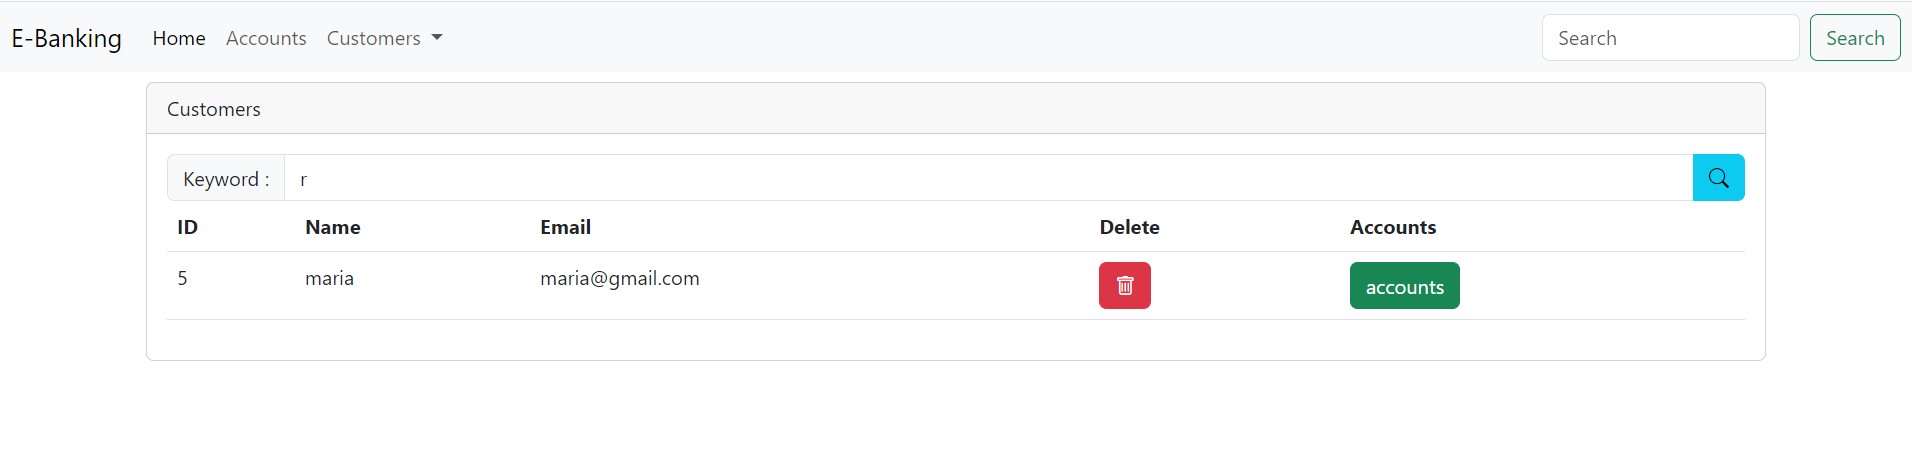 E-Banking Home Accounts Customers Search Search
Customers
Keyword : r
ID Name Email Delete Accounts
5 maria maria@gmail.com accounts